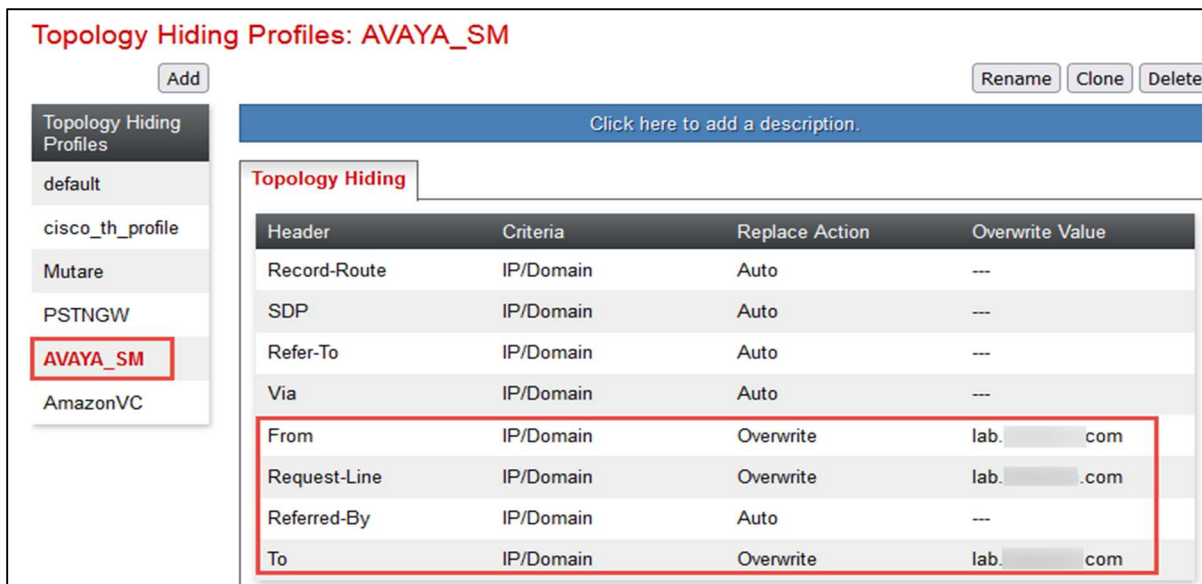 Topology Hiding Profiles: AVAYA_SM
Add
Rename Clone Delete
Topology Hiding
Profiles
default
cisco_th_profile
Mutare
PSTNGW
AVAYA_SM
AmazonVC
Click here to add a description.
Topology Hiding
Header Criteria Replace Action Overwrite Value
Record-Route IP/Domain Auto ---
SDP IP/Domain Auto ---
Refer-To IP/Domain Auto ---
Via IP/Domain Auto ---
From IP/Domain Overwrite lab. com
Request-Line IP/Domain Overwrite lab. .com
Referred-By IP/Domain Auto ---
To IP/Domain Overwrite lab. com